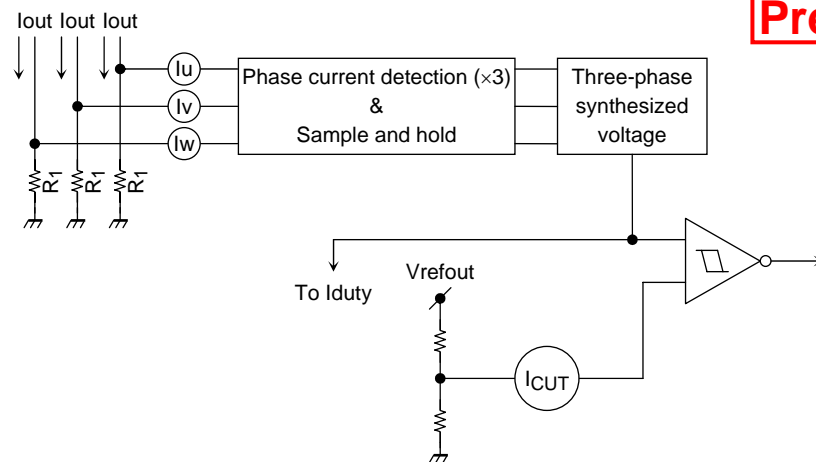 Iout Iout Iout
Iu
Iv
Iw
Phase current detection (×3)
&
Sample and hold
Three-phase
synthesized
voltage
R1 R1 R1
To Iduty
Vrefout
ICUT